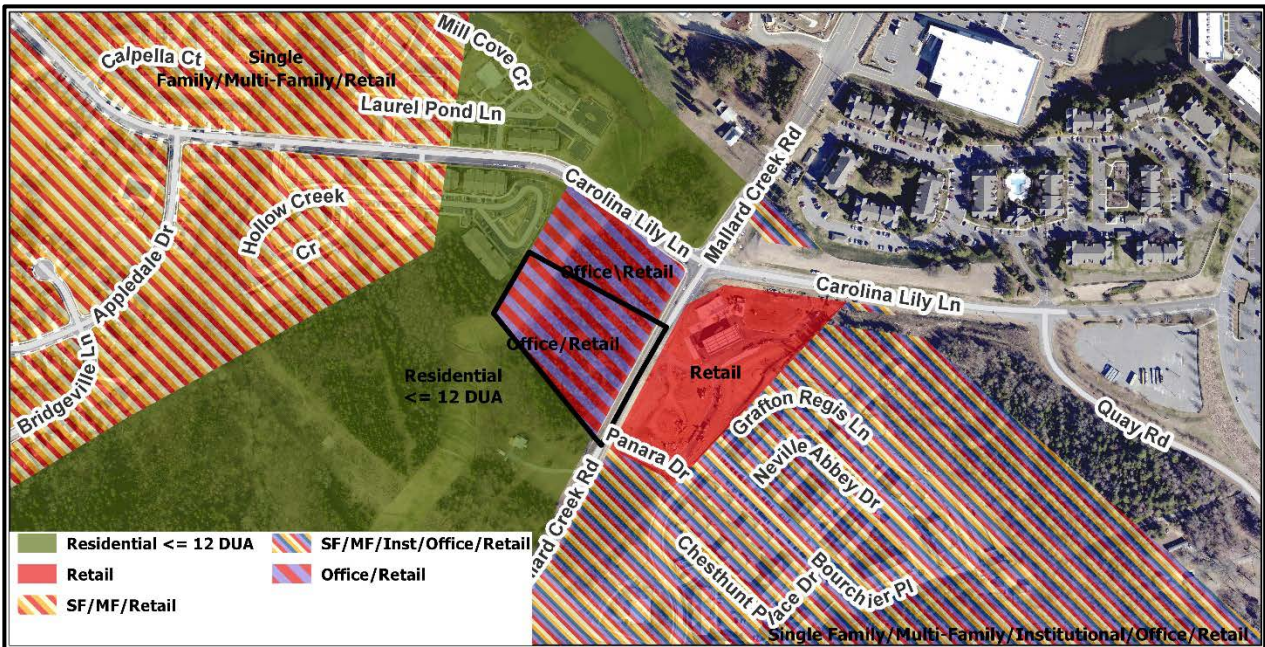 Mill Cove Cr
Calpella Ct
Single
Family/Multi-Family/Retail
Laurel Pond Ln
Carolina Lily Ln
Mallard Creek Rd
Hollow Creek
Cr
Appledale Dr
Bridgeville Ln
Office\Retail
Carolina Lily Ln
Office/Retail
Retail
Residential
<= 12 DUA
Grafton Regis Ln
Quay Rd
Panara Dr
Neville Abbey Dr
lard Creek Rd
Chesthunt Place Dr
Bourchier Pl
Single Family/Multi-Family/Institutional/Office/Retail
Residential <= 12 DUA
SF/MF/Inst/Office/Retail
Retail
Office/Retail
SF/MF/Retail